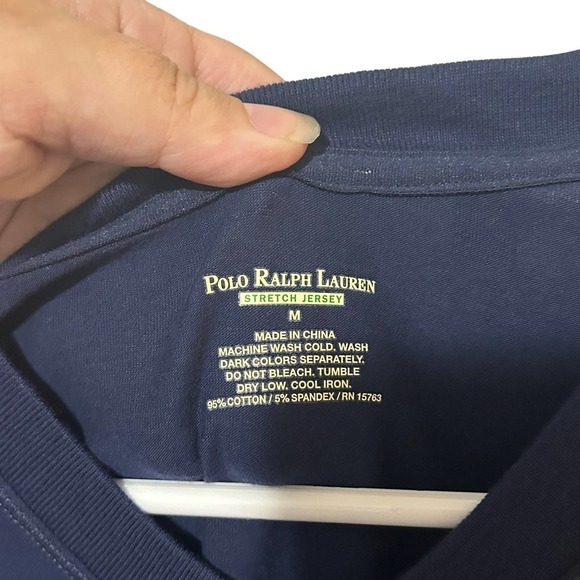 POLO RALPH LAUREN
STRETCH JERSEY
M
MADE IN CHINA
MACHINE WASH COLD. WASH
DARK COLORS SEPARATELY.
DO NOT BLEACH. TUMBLE
DRY LOW. COOL IRON.
95% COTTON / 5% SPANDEX / RN 15763